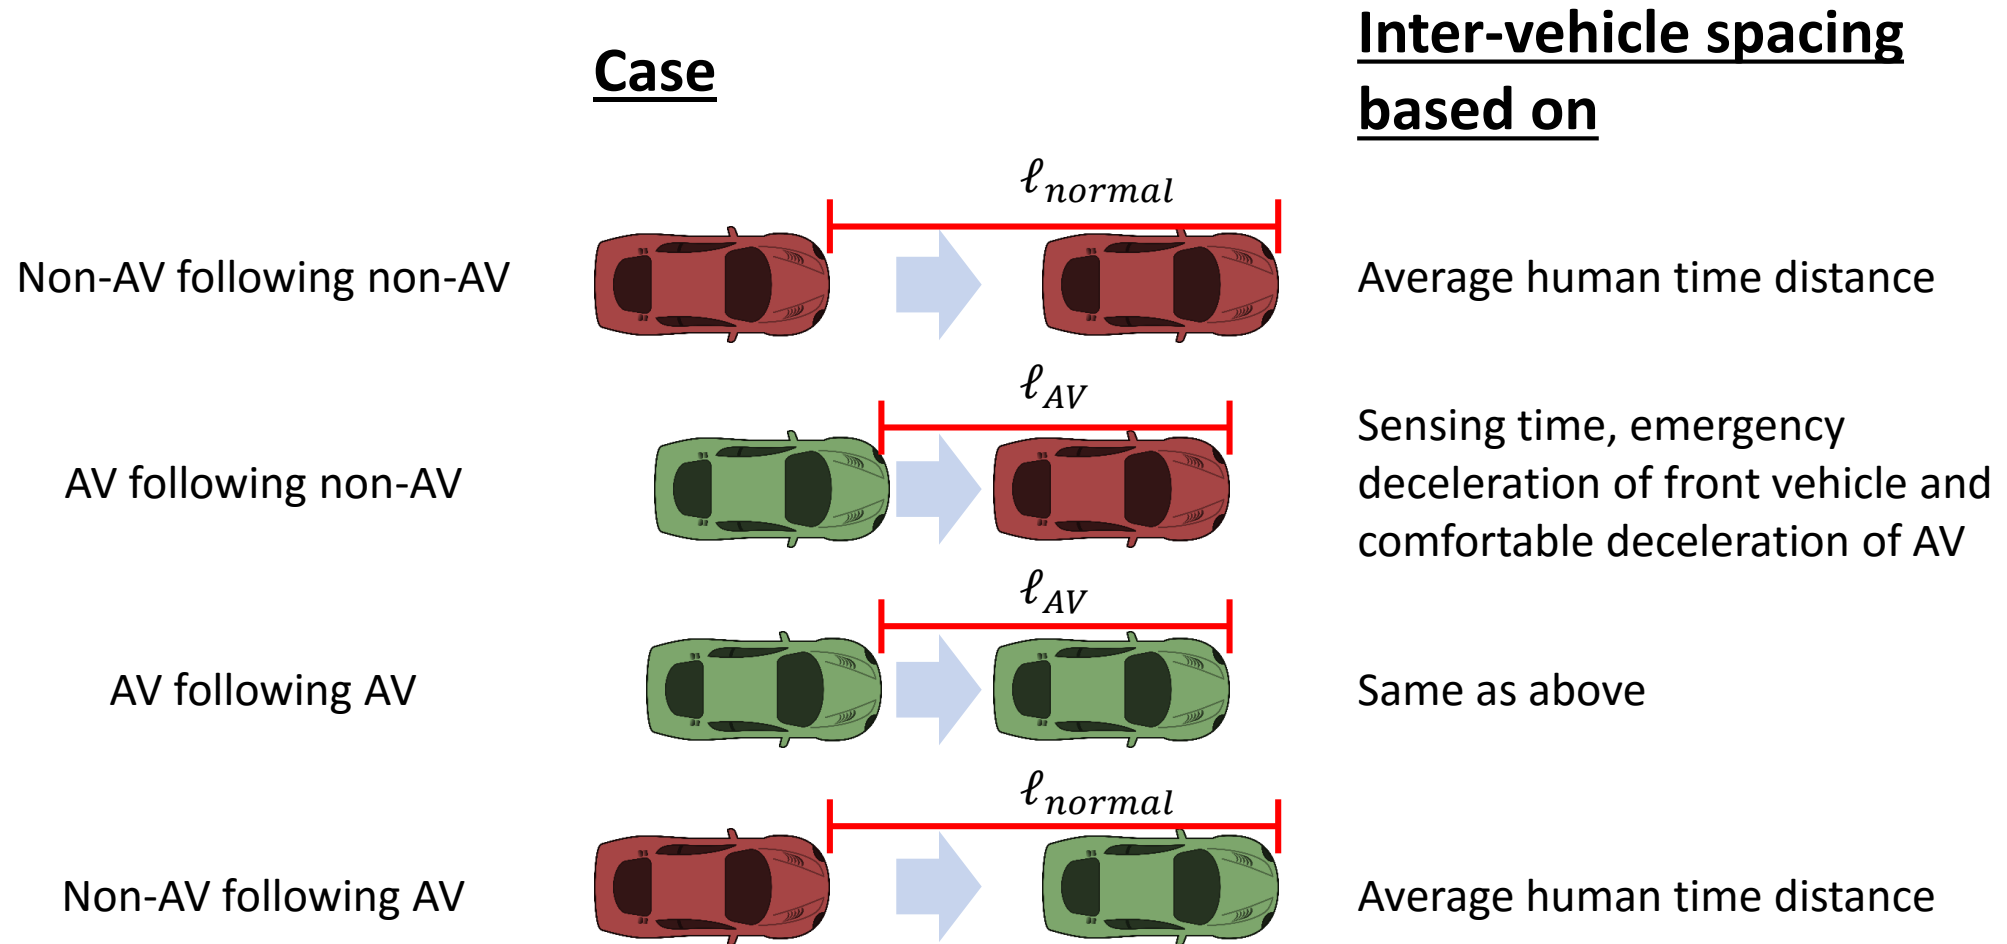 Case
Inter-vehicle spacing
based on
ℓnormal
Non-AV following non-AV
Average human time distance
ℓAV
AV following non-AV
Sensing time, emergency
deceleration of front vehicle and
comfortable deceleration of AV
ℓAV
AV following AV
Same as above
ℓnormal
Non-AV following AV
Average human time distance